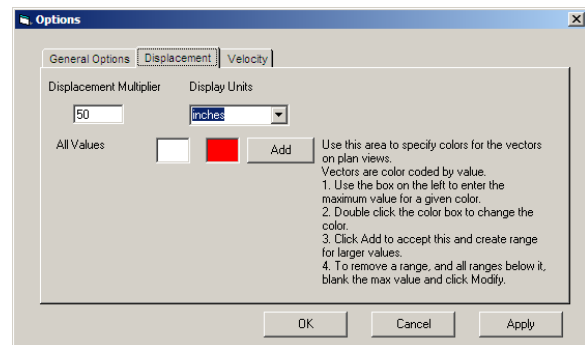 Options
General Options Displacement Velocity
Displacement Multiplier Display Units
50 inches
All Values Add
Use this area to specify colors for the vectors
on plan views.
Vectors are color coded by value.
1. Use the box on the left to enter the
maximum value for a given color.
2. Double click the color box to change the
color.
3. Click Add to accept this and create range
for larger values.
4. To remove a range, and all ranges below it,
blank the max value and click Modify.
OK Cancel Apply